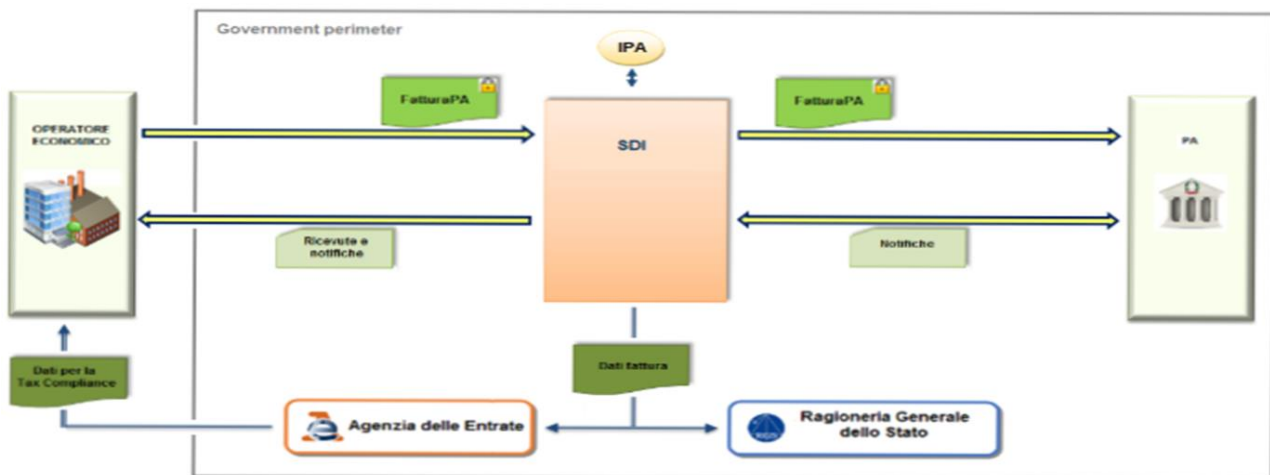 Government perimeter
IPA
FatturaPA
FatturaPA
OPERATORE
ECONOMICO
SDI
PA
Ricevute e
notifiche
Notifiche
Dati per la
Tax Compliance
Dati fattura
Agenzia delle Entrate
Ragioneria Generale
dello Stato